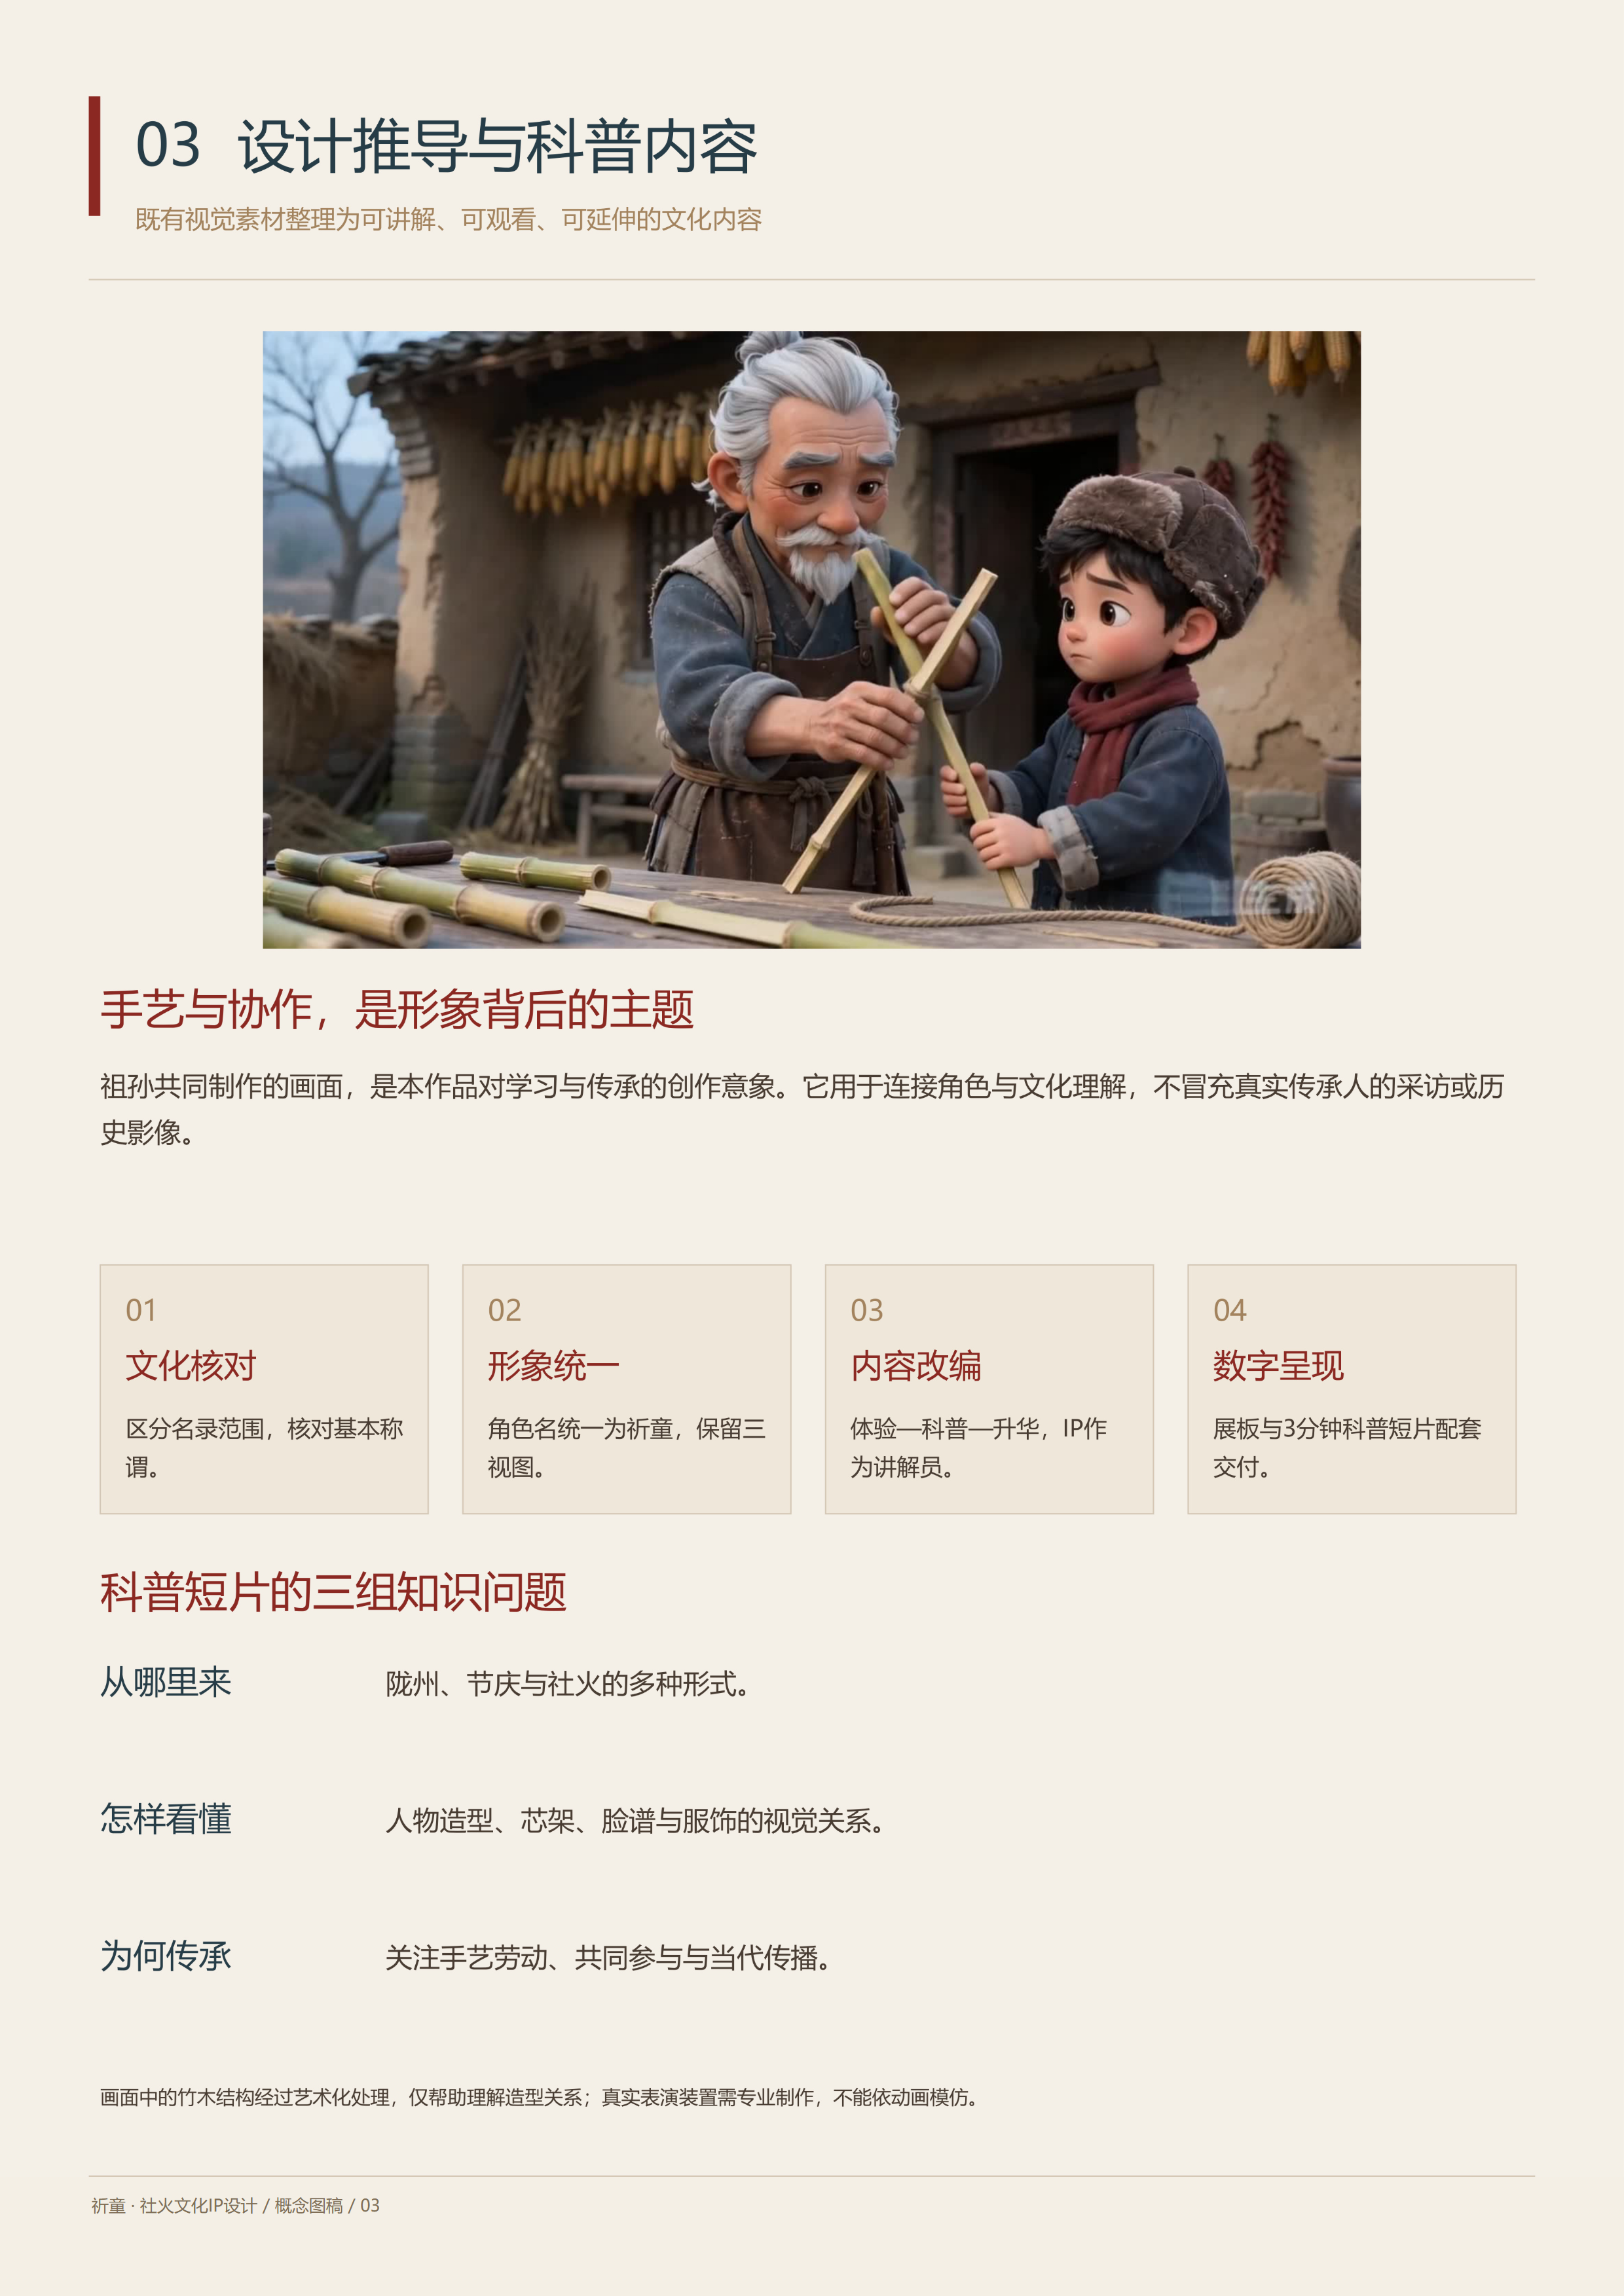 03 设计推导与科普内容
既有视觉素材整理为可讲解、可观看、可延伸的文化内容
手艺与协作，是形象背后的主题
祖孙共同制作的画面，是本作品对学习与传承的创作意象。它用于连接角色与文化理解，不冒充真实传承人的采访或历
史影像。
01
文化核对
区分名录范围，核对基本称
谓。
02
形象统一
角色名统一为祈童，保留三
视图。
03
内容改编
体验—科普—升华，IP作
为讲解员。
04
数字呈现
展板与3分钟科普短片配套
交付。
科普短片的三组知识问题
从哪里来
陇州、节庆与社火的多种形式。
怎样看懂
人物造型、芯架、脸谱与服饰的视觉关系。
为何传承
关注手艺劳动、共同参与与当代传播。
画面中的竹木结构经过艺术化处理，仅帮助理解造型关系；真实表演装置需专业制作，不能依动画模仿。
祈童 · 社火文化IP设计 / 概念图稿 / 03